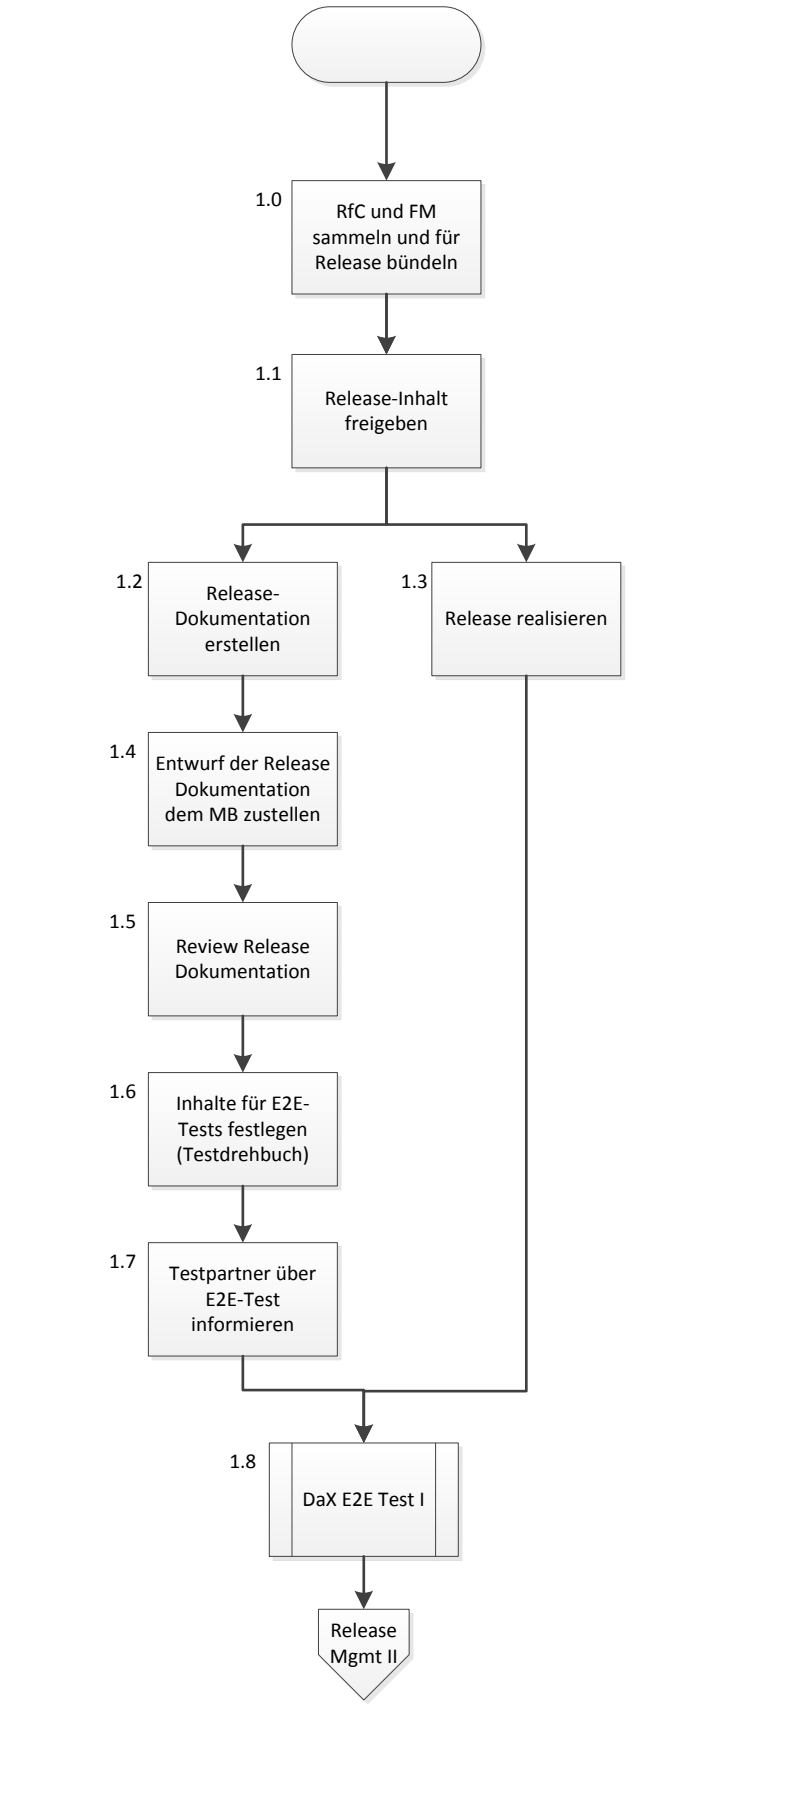 1.0
RfC und FM
sammeln und für
Release bündeln
1.1
Release-Inhalt
freigeben
1.2
Release-
Dokumentation
erstellen
1.3
Release realisieren
1.4
Entwurf der Release
Dokumentation
dem MB zustellen
1.5
Review Release
Dokumentation
1.6
Inhalte für E2E-
Tests festlegen
(Testdrehbuch)
1.7
Testpartner über
E2E-Test
informieren
1.8
DaX E2E Test I
Release
Mgmt II